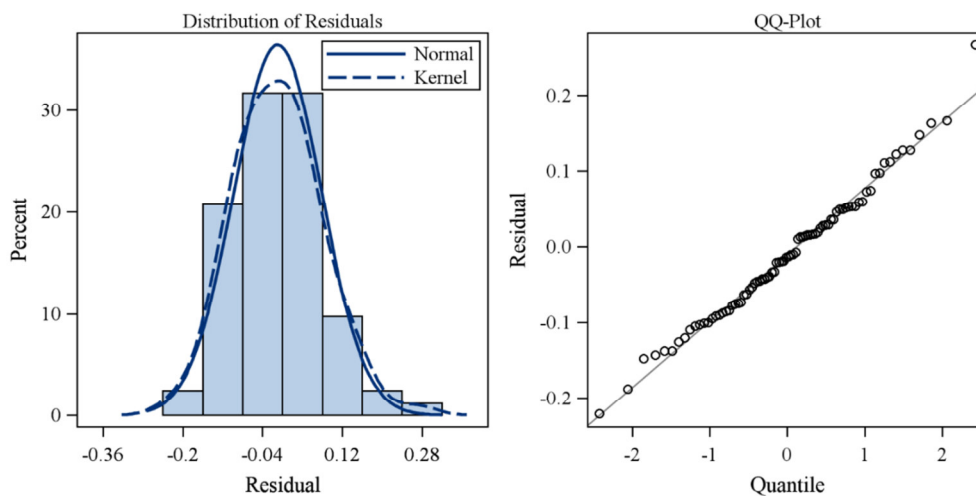 Distribution of Residuals
Normal
Kernel
Percent
30
20
10
0
-0.36
-0.2
-0.04
0.12
0.28
Residual
QQ-Plot
Residual
0.2
0.1
0.0
-0.1
-0.2
-2
-1
0
1
2
Quantile